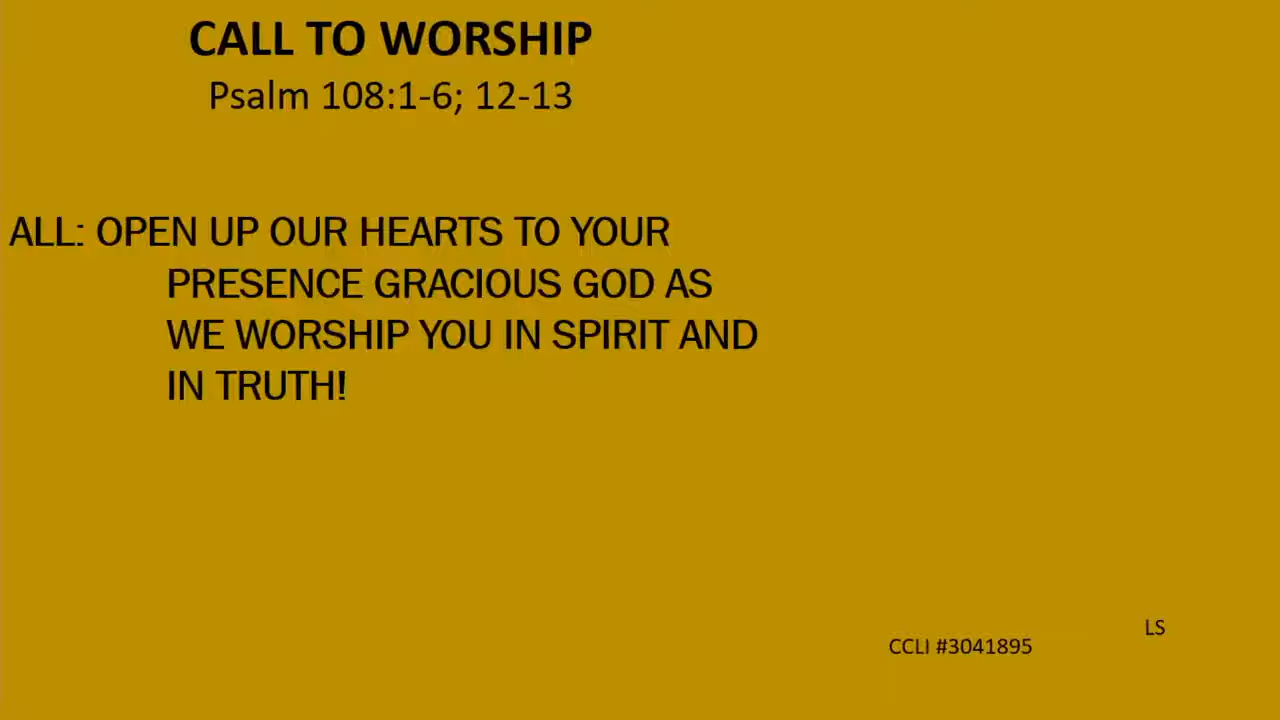 CALL TO WORSHIP
Psalm 108:1-6; 12-13
ALL: OPEN UP OUR HEARTS TO YOUR
PRESENCE GRACIOUS GOD AS
WE WORSHIP YOU IN SPIRIT AND
IN TRUTH!
LS
CCLI #3041895